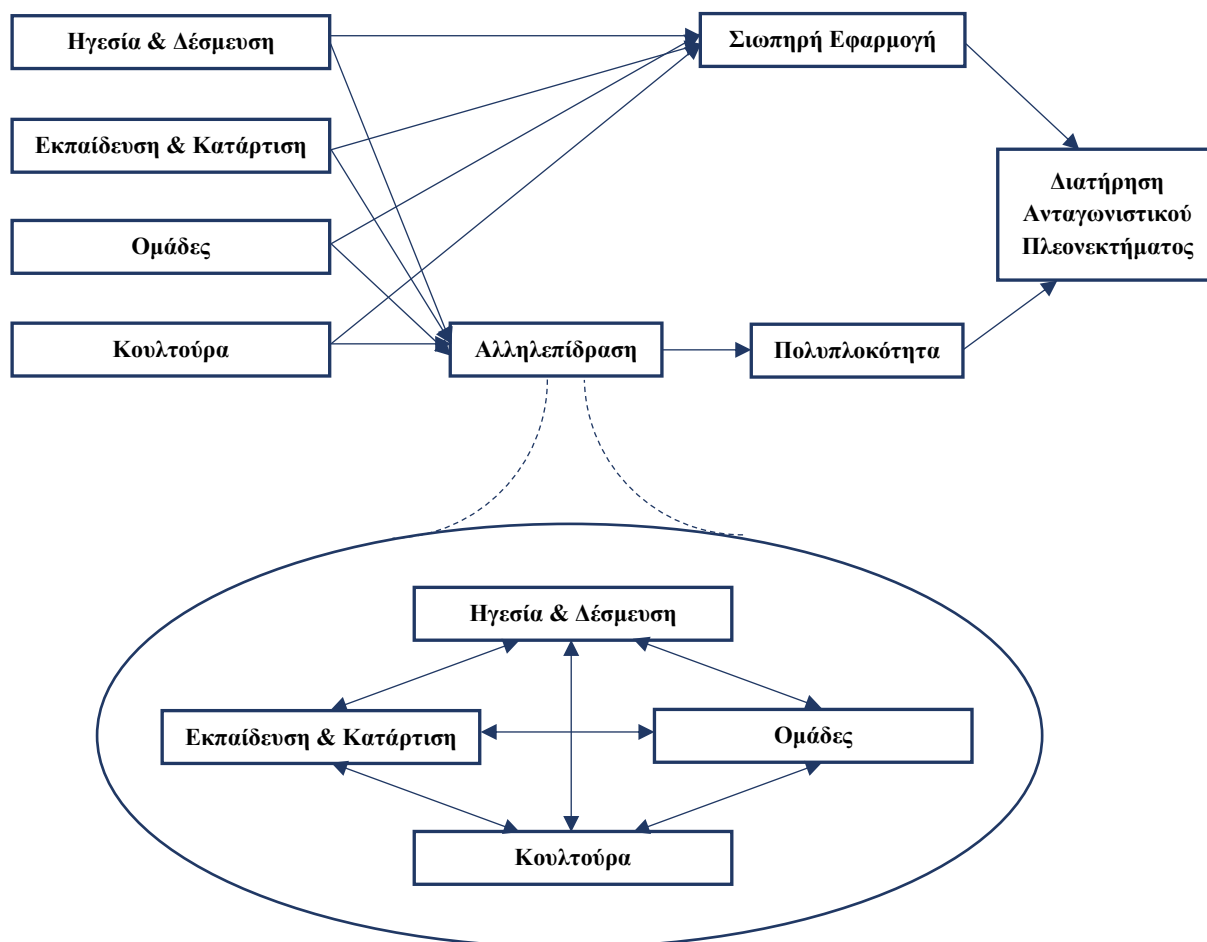 Ηγεσία & Δέσμευση
Σιωπηρή Εφαρμογή
Εκπαίδευση & Κατάρτιση
Διατήρηση
Ανταγωνιστικού
Πλεονεκτήματος
Ομάδες
Κουλτούρα
Αλληλεπίδραση
Πολυπλοκότητα
Ηγεσία & Δέσμευση
Εκπαίδευση & Κατάρτιση
Ομάδες
Κουλτούρα